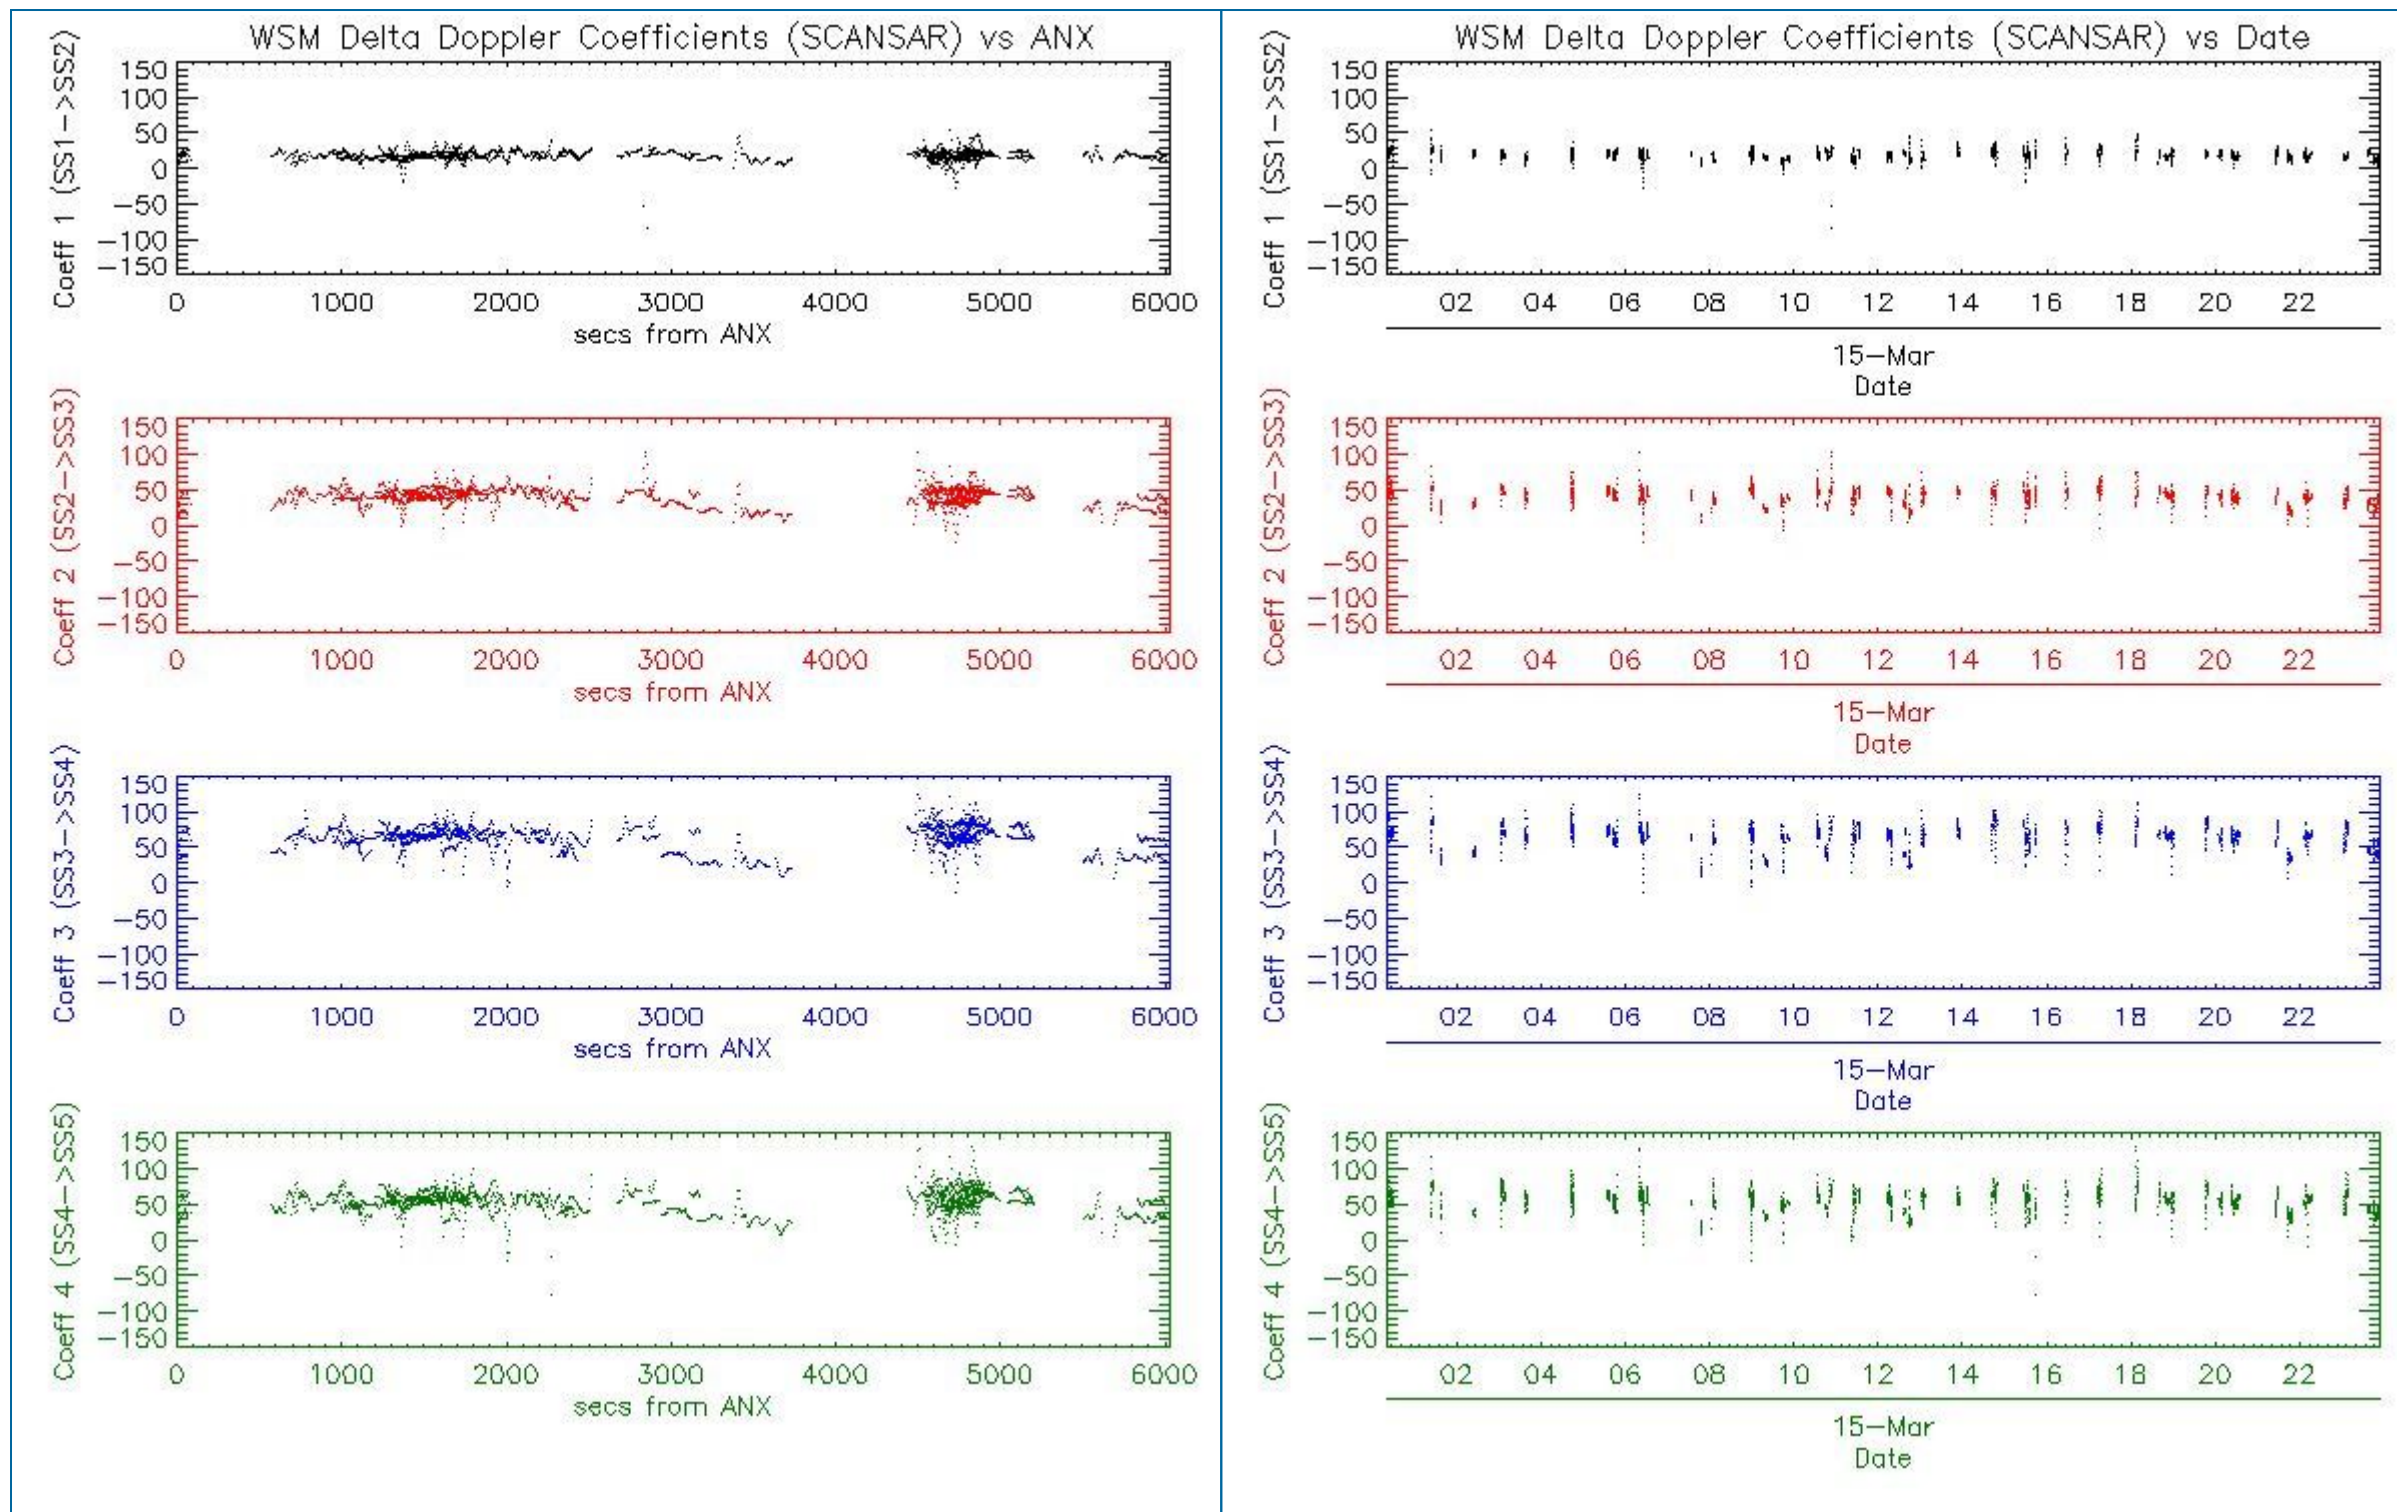 WSM Delta Doppler Coefficients (SCANSAR) vs ANX
Coeff 1 (SS1->SS2)
150
100
50
0
-50
-100
-150
0 1000 2000 3000 4000 5000 6000
secs from ANX
Coeff 2 (SS2->SS3)
150
100
50
0
-50
-100
-150
0 1000 2000 3000 4000 5000 6000
secs from ANX
Coeff 3 (SS3->SS4)
150
100
50
0
-50
-100
-150
0 1000 2000 3000 4000 5000 6000
secs from ANX
Coeff 4 (SS4->SS5)
150
100
50
0
-50
-100
-150
0 1000 2000 3000 4000 5000 6000
secs from ANX
WSM Delta Doppler Coefficients (SCANSAR) vs Date
Coeff 1 (SS1->SS2)
150
100
50
0
-50
-100
-150
02 04 06 08 10 12 14 16 18 20 22
15-Mar
Date
Coeff 2 (SS2->SS3)
150
100
50
0
-50
-100
-150
02 04 06 08 10 12 14 16 18 20 22
15-Mar
Date
Coeff 3 (SS3->SS4)
150
100
50
0
-50
-100
-150
02 04 06 08 10 12 14 16 18 20 22
15-Mar
Date
Coeff 4 (SS4->SS5)
150
100
50
0
-50
-100
-150
02 04 06 08 10 12 14 16 18 20 22
15-Mar
Date